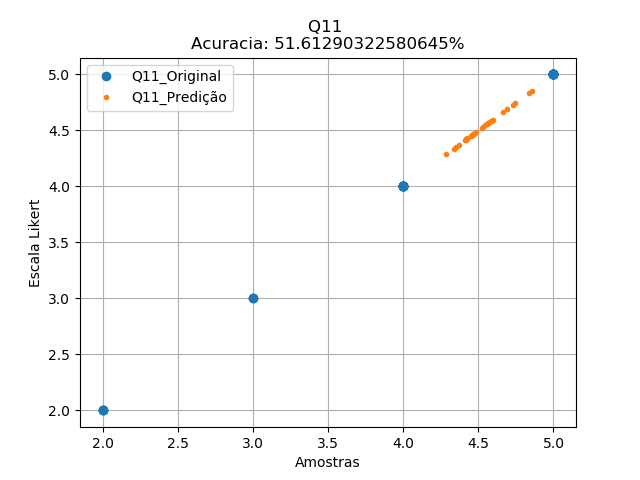 Q11
Acuracia: 51.61290322580645%
Q11_Original
Q11_Predição
5.0
4.5
4.0
3.5
3.0
2.5
2.0
Escala Likert
2.0 2.5 3.0 3.5 4.0 4.5 5.0
Amostras